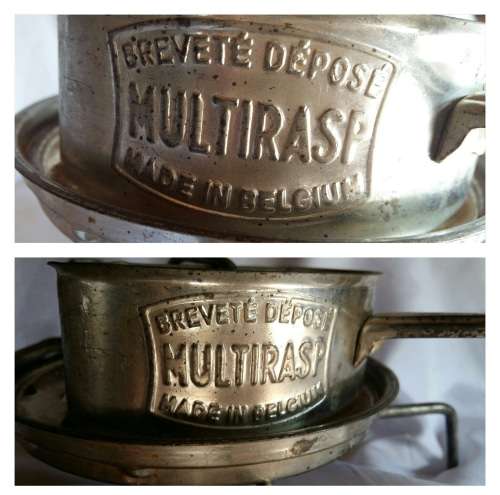 BREVETÉ DÉPOSÉ
MULTIRASP
MADE IN BELGIUM
BREVETÉ DÉPOSÉ
MULTIRASP
MADE IN BELGIUM